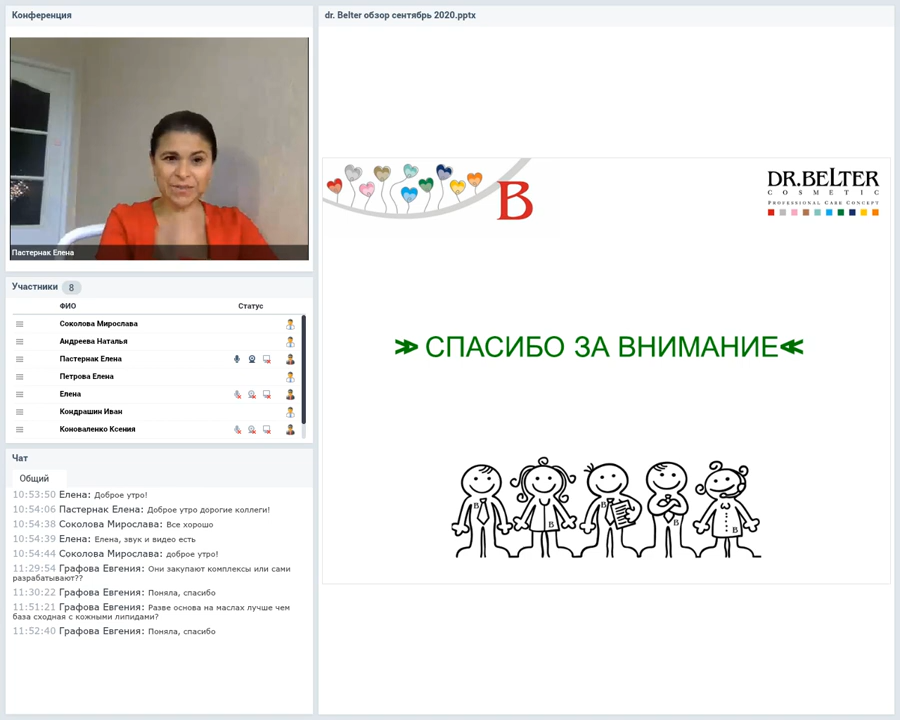 Конференция
Пастернак Елена
Участники 8
ФИО Статус
Соколова Мирослава
Андреева Наталья
Пастернак Елена
Петрова Елена
Елена
Кондрашин Иван
Коноваленко Ксения
Чат
Общий
10:53:50 Елена: Доброе утро!
10:54:06 Пастернак Елена: Доброе утро дорогие коллеги!
10:54:38 Соколова Мирослава: Все хорошо
10:54:39 Елена: Елена, звук и видео есть
10:54:44 Соколова Мирослава: доброе утро!
11:29:54 Графова Евгения: Они закупают комплексы или сами
разрабатывают??
11:30:22 Графова Евгения: Поняла, спасибо
11:51:21 Графова Евгения: Разве основа на маслах лучше чем
база сходная с кожными липидами?
11:52:40 Графова Евгения: Поняла, спасибо
dr. Belter обзор сентябрь 2020.pptx
B
DR.BELTER
COSMETIC
PROFESSIONAL CARE CONCEPT
≫ СПАСИБО ЗА ВНИМАНИЕ≪
B
B
B
B
B